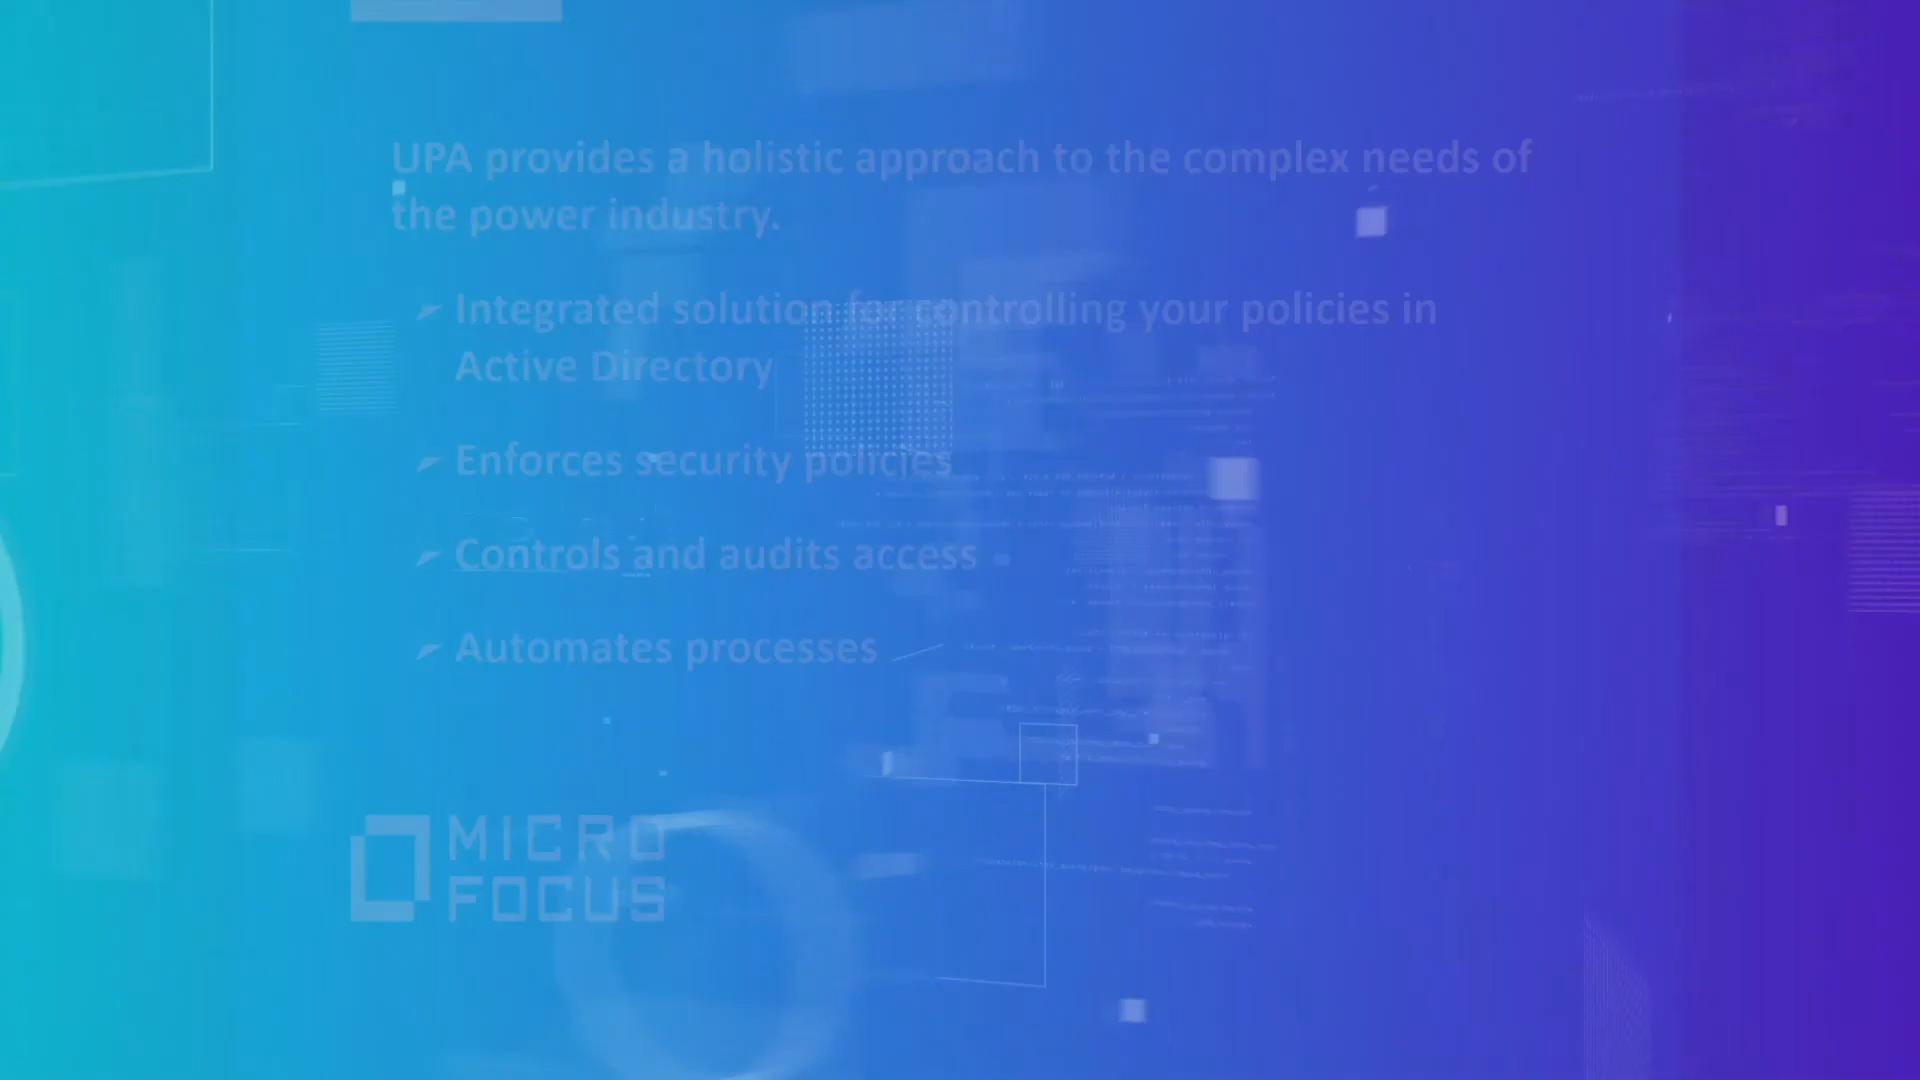 UPA provides a holistic approach to the complex needs of
the power industry.
Integrated solution for controlling your policies in
Active Directory
Enforces security policies
Controls and audits access
Automates processes
MICRO
FOCUS